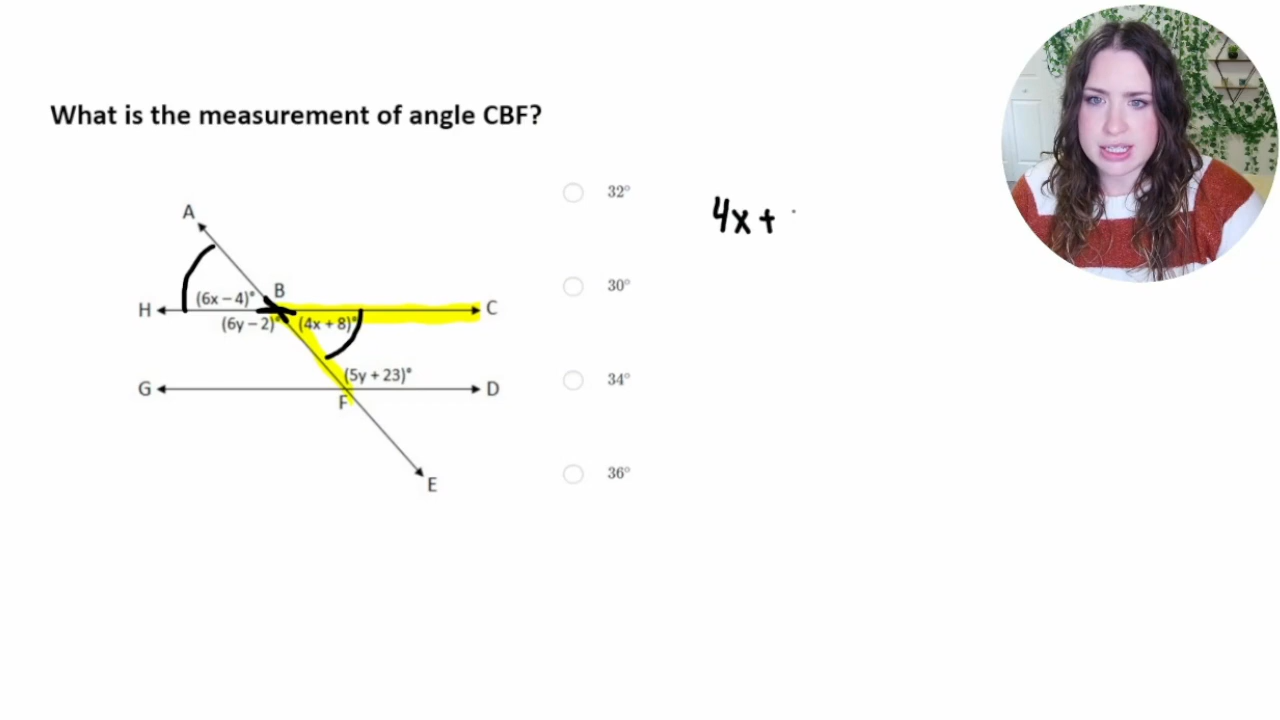 What is the measurement of angle CBF?
A
32°
4x +
B
30°
(6x – 4)°
H
C
(6y – 2)°
(4x + 8)°
(5y + 23)°
34°
G
D
F
36°
E